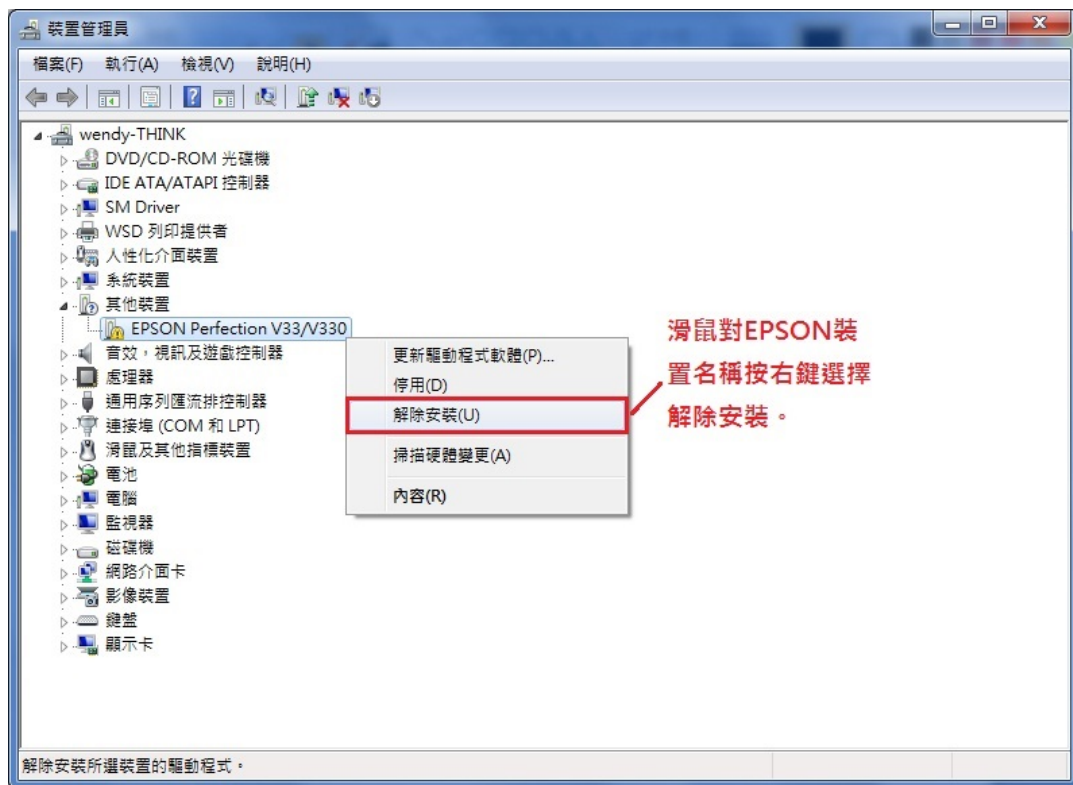 裝置管理員
檔案(F) 執行(A) 檢視(V) 說明(H)
wendy-THINK
DVD/CD-ROM 光碟機
IDE ATA/ATAPI 控制器
SM Driver
WSD 列印提供者
人性化介面裝置
系統裝置
其他裝置
EPSON Perfection V33/V330
音效，視訊及遊戲控制器
處理器
通用序列匯流排控制器
連接埠 (COM 和 LPT)
滑鼠及其他指標裝置
電池
電腦
監視器
磁碟機
網路介面卡
影像裝置
鍵盤
顯示卡
更新驅動程式軟體(P)...
停用(D)
解除安裝(U)
掃描硬體變更(A)
內容(R)
滑鼠對EPSON裝
置名稱按右鍵選擇
解除安裝。
解除安裝所選裝置的驅動程式。